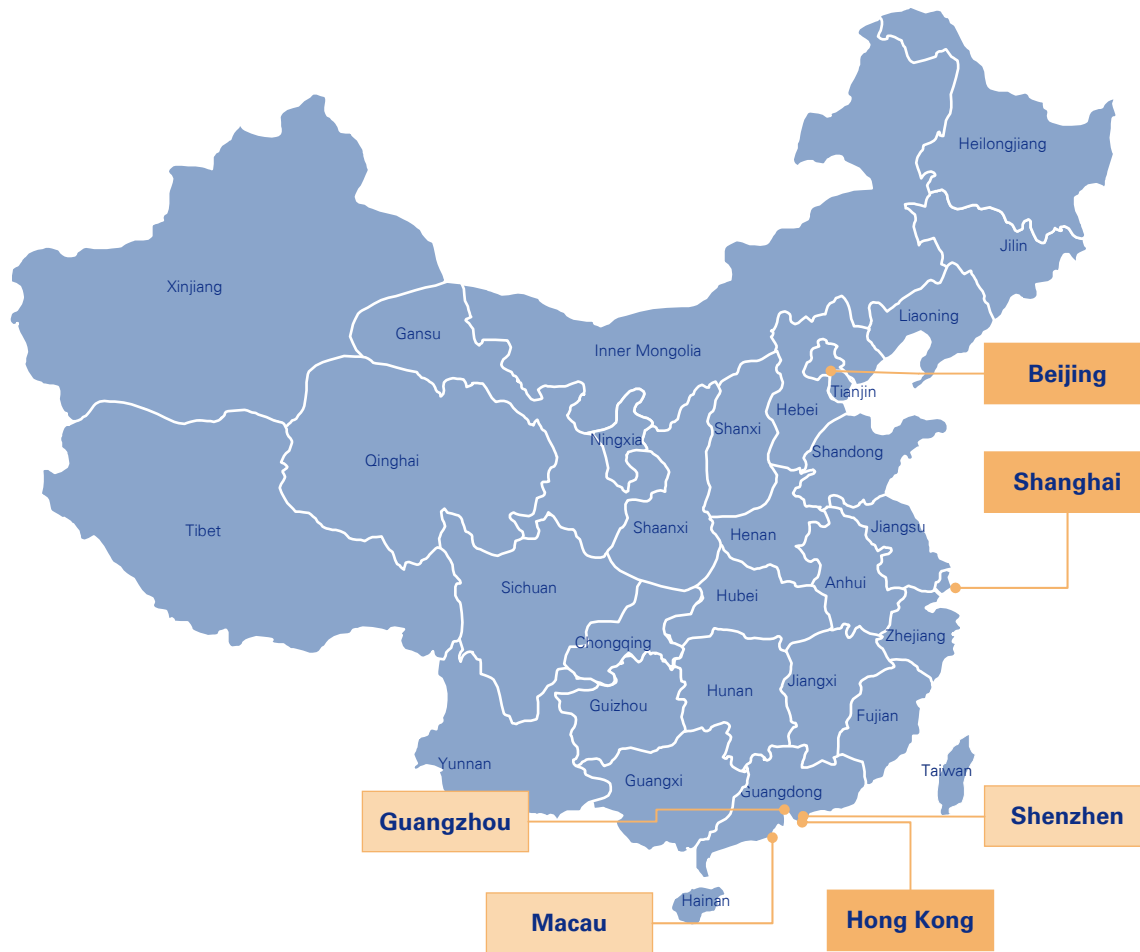 Heilongjiang
Jilin
Xinjiang
Liaoning
Gansu
Inner Mongolia
Beijing
Tianjin
Hebei
Shanxi
Ningxia
Shandong
Qinghai
Shanghai
Tibet
Shaanxi
Henan
Jiangsu
Sichuan
Anhui
Hubei
Chongqing
Zhejiang
Jiangxi
Hunan
Guizhou
Fujian
Yunnan
Taiwan
Guangxi
Guangdong
Guangzhou
Shenzhen
Hainan
Macau
Hong Kong